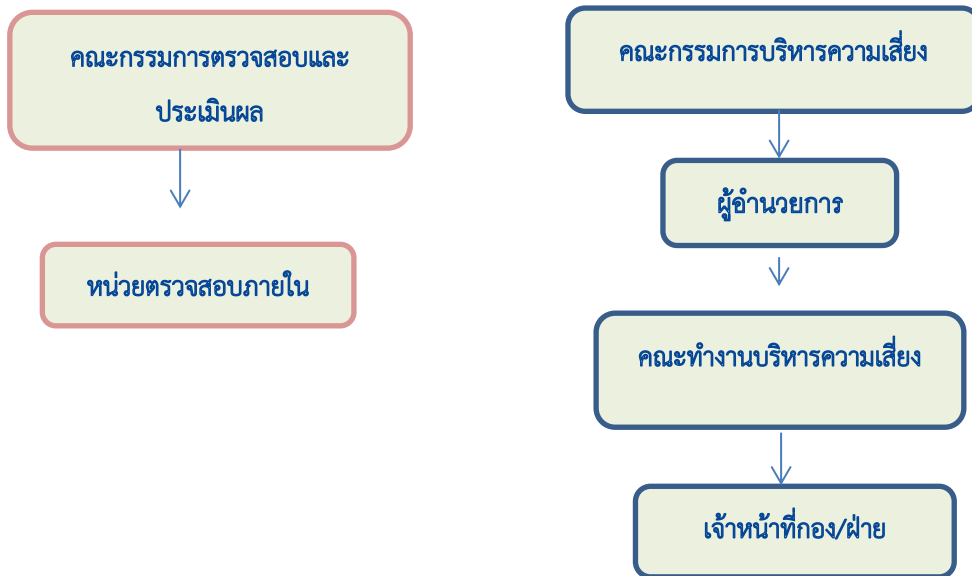 คณะกรรมการตรวจสอบและ
ประเมินผล
หน่วยตรวจสอบภายใน
คณะกรรมการบริหารความเสี่ยง
ผู้อำนวยการ
คณะทำงานบริหารความเสี่ยง
เจ้าหน้าที่กอง/ฝ่าย